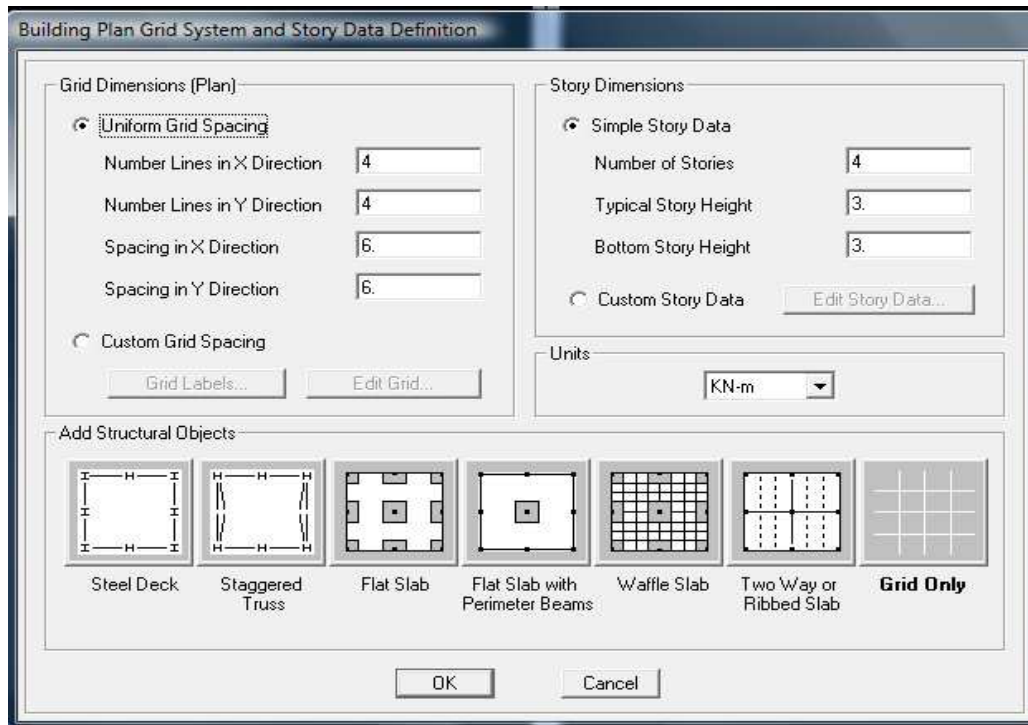 Building Plan Grid System and Story Data Definition
Grid Dimensions (Plan)
Uniform Grid Spacing
Number Lines in X Direction 4
Number Lines in Y Direction 4
Spacing in X Direction 6.
Spacing in Y Direction 6.
Custom Grid Spacing
Grid Labels...
Edit Grid...
Story Dimensions
Simple Story Data
Number of Stories 4
Typical Story Height 3.
Bottom Story Height 3.
Custom Story Data
Edit Story Data...
Units
KN-m
Add Structural Objects
Steel Deck
Staggered
Truss
Flat Slab
Flat Slab with
Perimeter Beams
Waffle Slab
Two Way or
Ribbed Slab
Grid Only
OK
Cancel